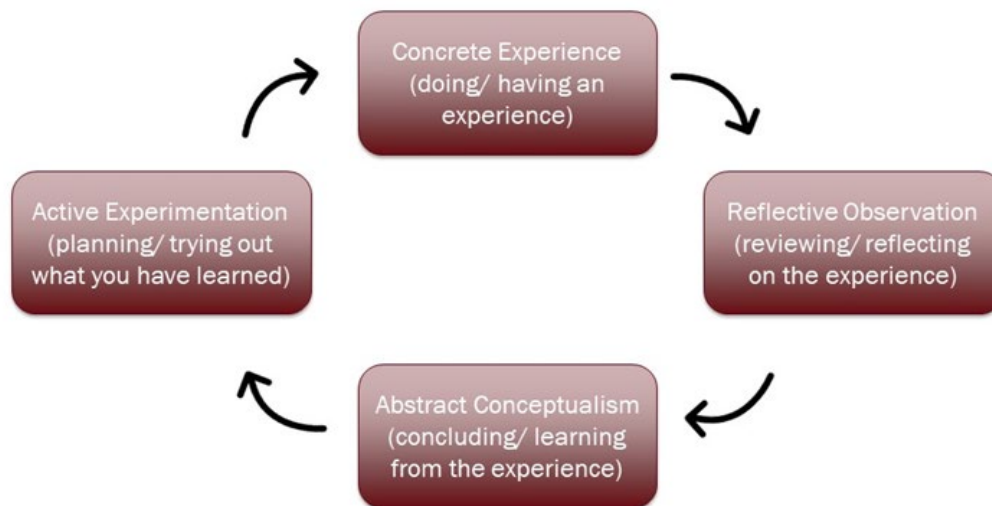 Concrete Experience
(doing/ having an
experience)
Reflective Observation
(reviewing/ reflecting
on the experience)
Abstract Conceptualism
(concluding/ learning
from the experience)
Active Experimentation
(planning/ trying out
what you have learned)